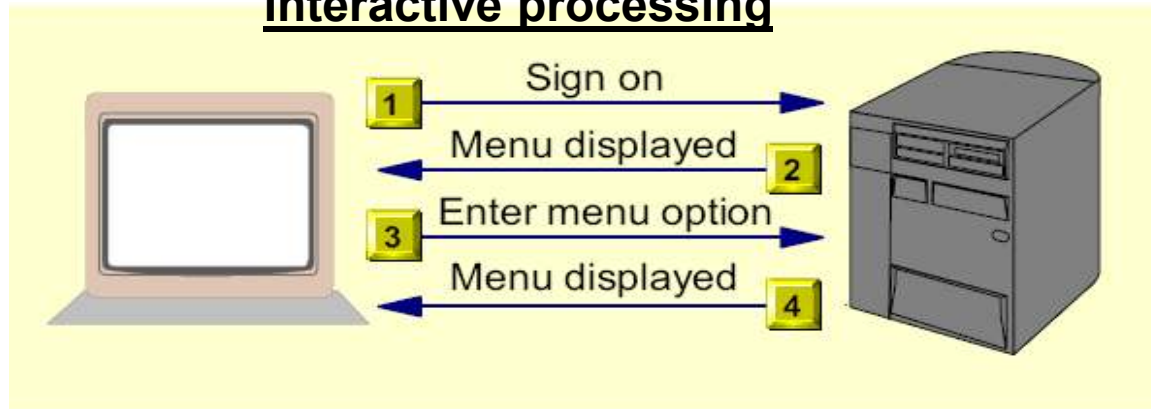 Interactive processing
1 Sign on
Menu displayed 2
3 Enter menu option
Menu displayed 4